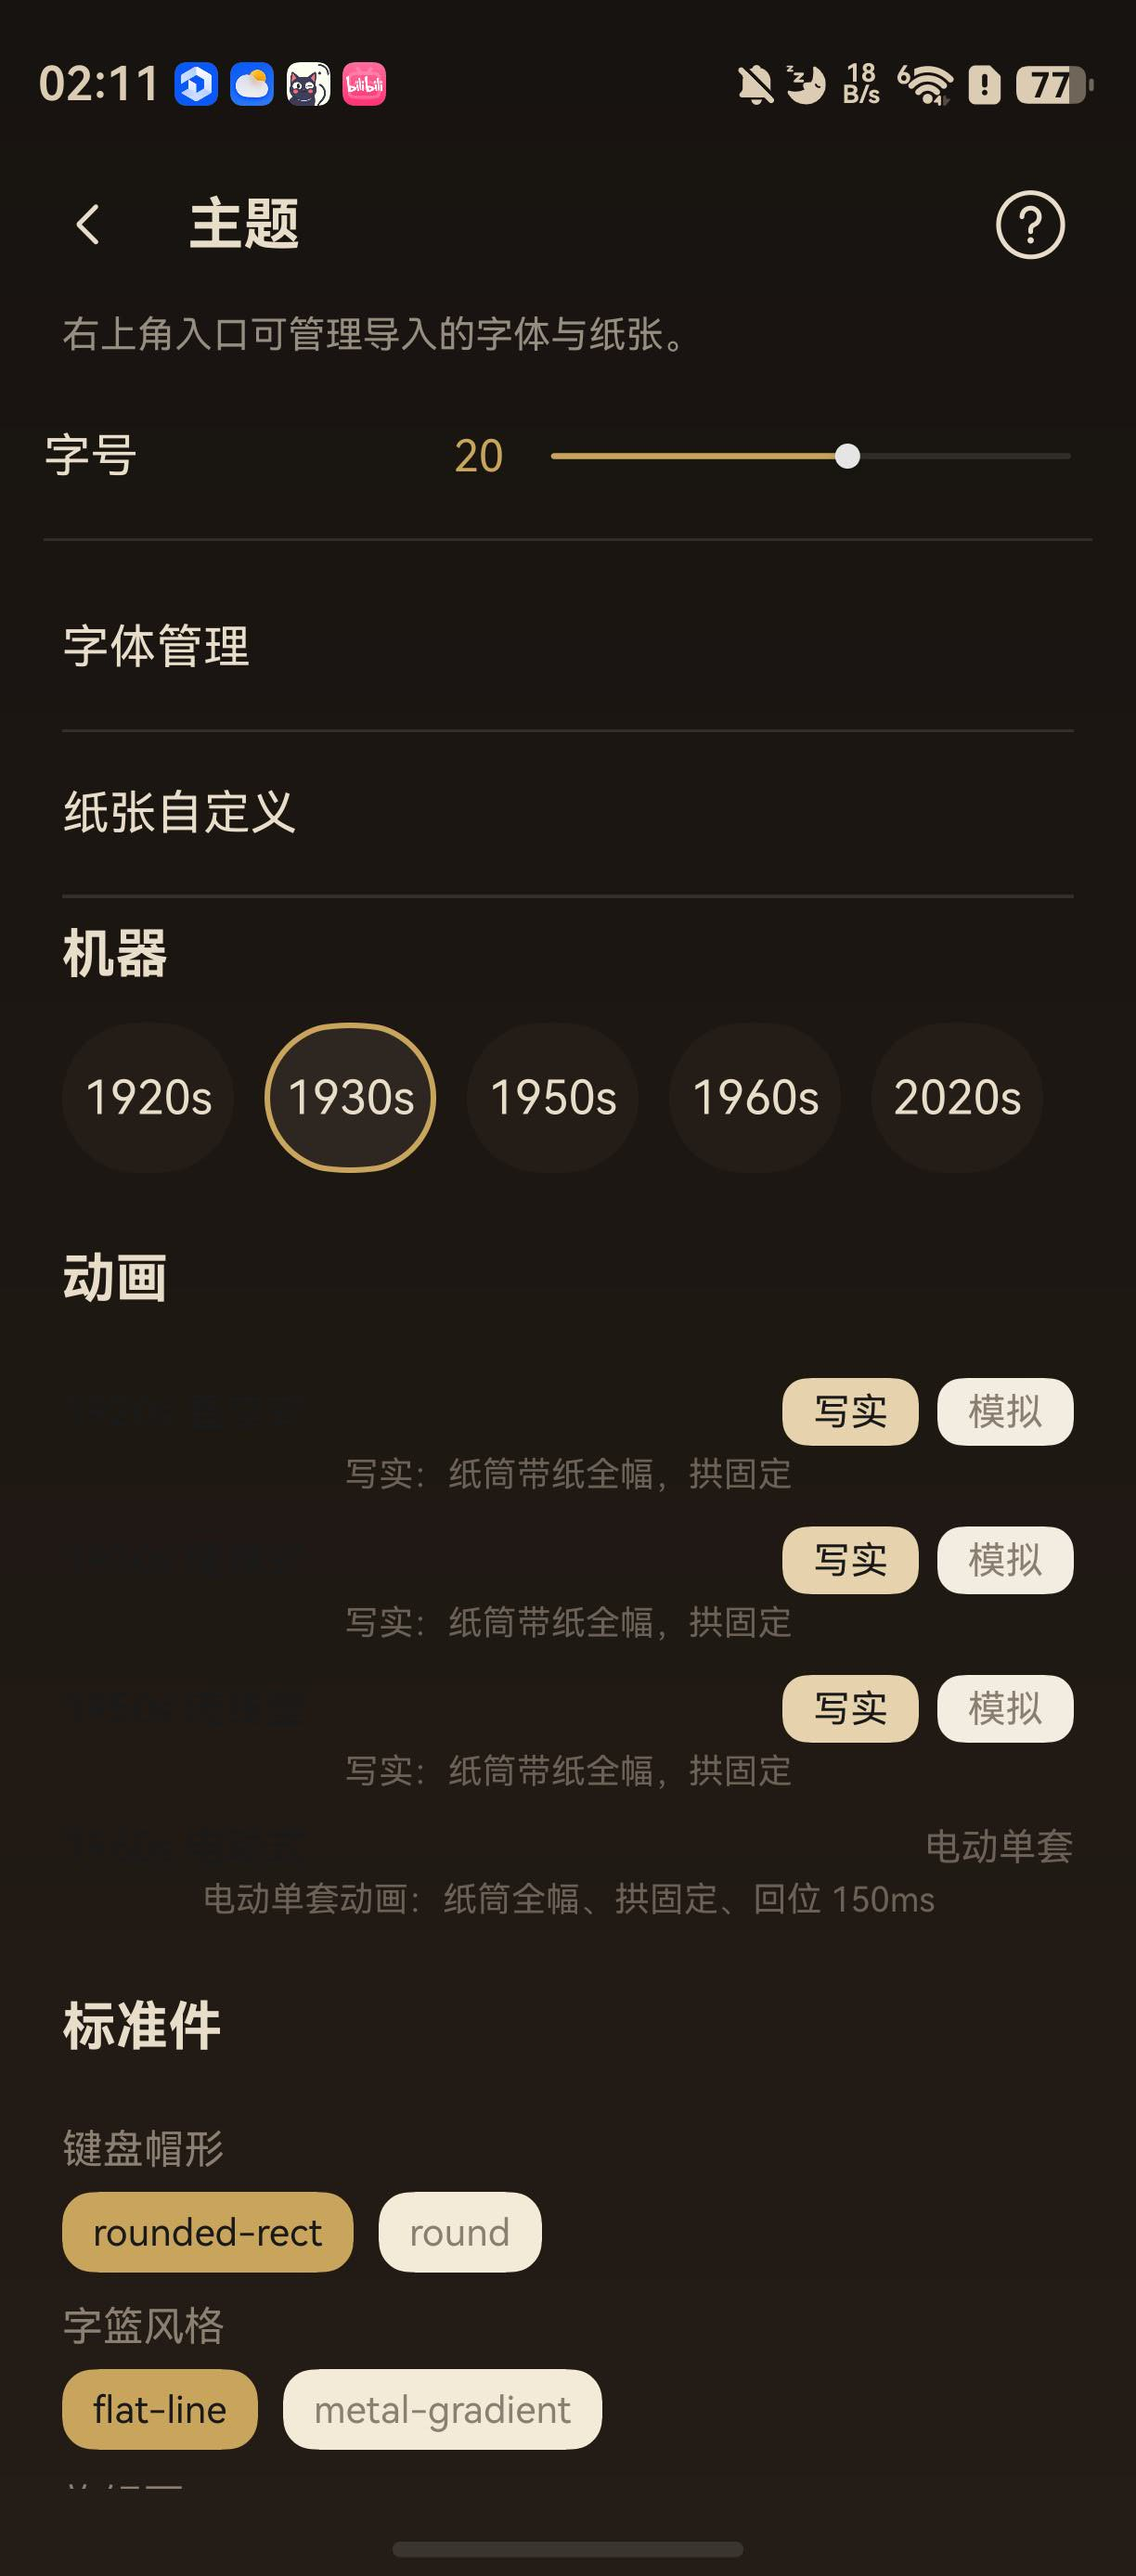 02:11
bilibili
18 B/s
6
77
主题
右上角入口可管理导入的字体与纸张。
字号 20
字体管理
纸张自定义
机器
1920s 1930s 1950s 1960s 2020s
动画
写实 模拟
写实：纸筒带纸全幅，拱固定
写实 模拟
写实：纸筒带纸全幅，拱固定
写实 模拟
写实：纸筒带纸全幅，拱固定
电动单套
电动单套动画：纸筒全幅、拱固定、回位 150ms
标准件
键盘帽形
rounded-rect round
字篮风格
flat-line metal-gradient